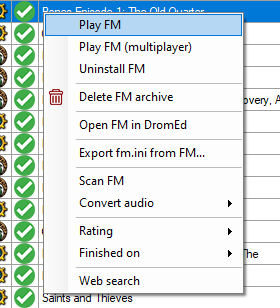 Renee Episode 1: The Old Quarter
Play FM
Play FM (multiplayer)
Uninstall FM
Delete FM archive
overy, A
Open FM in DromEd
Export fm.ini from FM...
Scan FM
Convert audio
Rating
Finished on
The
Web search
Saints and Thieves